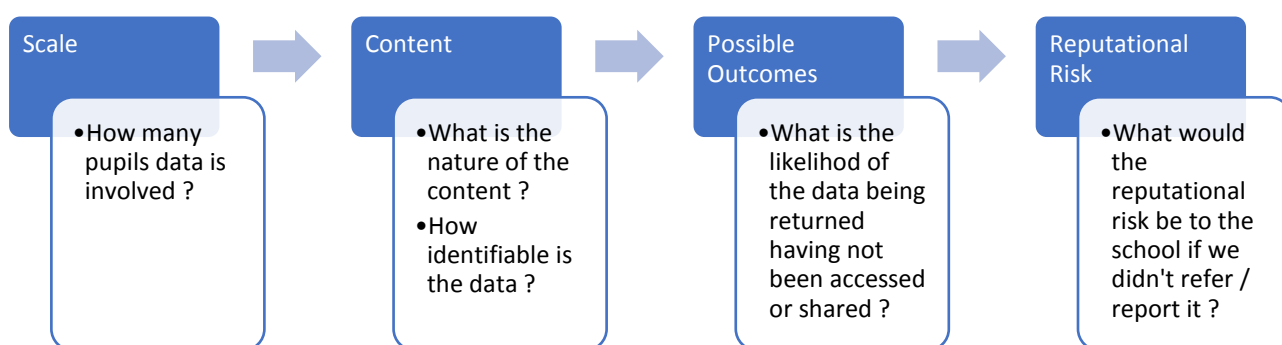 Scale
•How many
pupils data is
involved ?
Content
•What is the
nature of the
content ?
•How
identifiable is
the data ?
Possible
Outcomes
•What is the
likelihod of
the data being
returned
having not
been accessed
or shared ?
Reputational
Risk
•What would
the
reputational
risk be to the
school if we
didn't refer /
report it ?